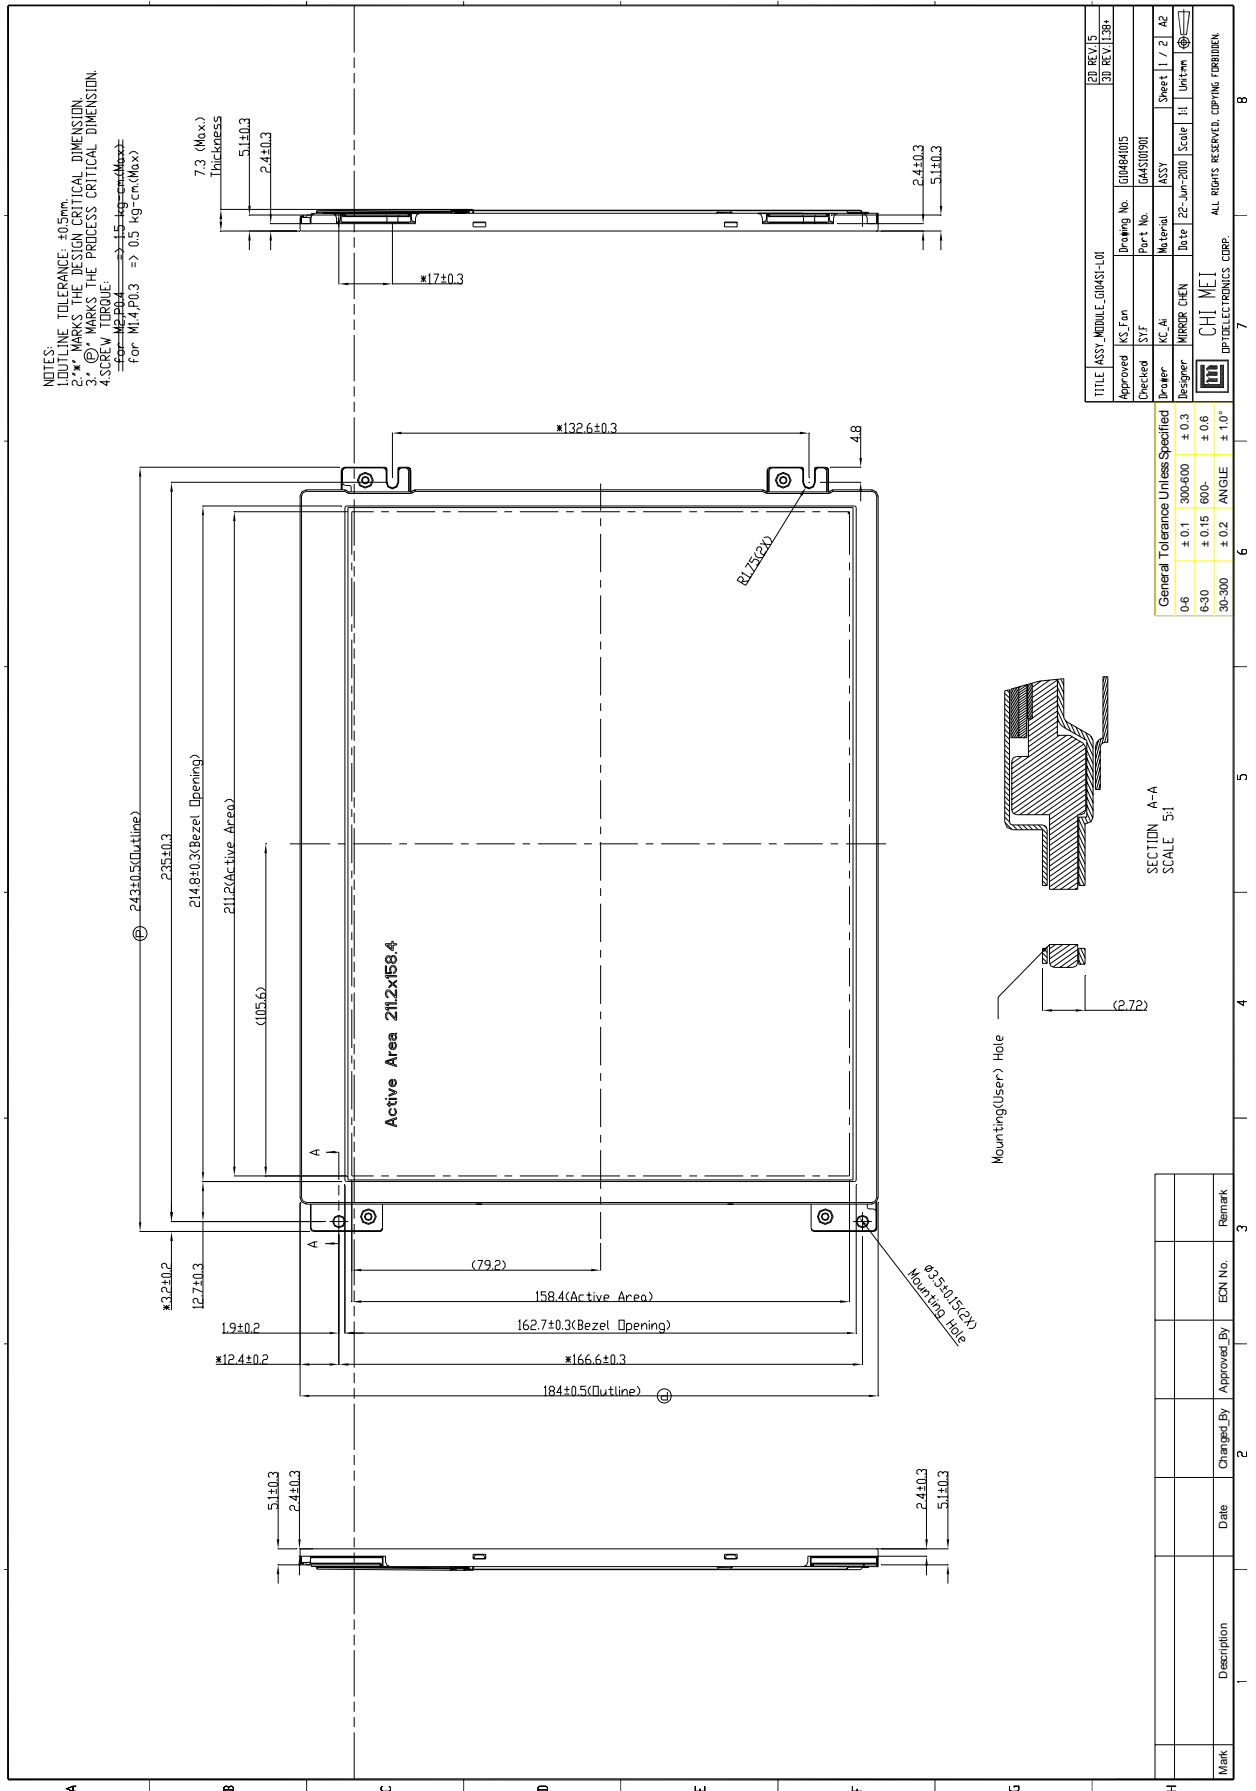 NOTES:
1.OUTLINE TOLERANCE: ±0.5mm.
2."*" MARKS THE DESIGN CRITICAL DIMENSION.
3." Ⓟ" MARKS THE PROCESS CRITICAL DIMENSION.
4.SCREW TORQUE:
for M2,P0.4 => 1.5 kg-cm.(Max)
for M1.4,P0.3 => 0.5 kg-cm.(Max)
7.3 (Max.)
Thickness
5.1±0.3
2.4±0.3
*17±0.3
2.4±0.3
5.1±0.3
Ⓟ 243±0.5(Outline)
235±0.3
214.8±0.3(Bezel Opening)
211.2(Active Area)
(105.6)
*132.6±0.3
4.8
R1.75(2X)
Active Area 211.2x158.4
A
A
*3.2±0.2
12.7±0.3
1.9±0.2
*12.4±0.2
(79.2)
158.4(Active Area)
162.7±0.3(Bezel Opening)
*166.6±0.3
184±0.5(Outline) Ⓟ
ø3.5±0.15(2X)
Mounting Hole
5.1±0.3
2.4±0.3
2.4±0.3
5.1±0.3
Mounting(User) Hole
(2.72)
SECTION A-A
SCALE 5:1
General Tolerance Unless Specified
0-6 ± 0.1 300-600 ± 0.3
6-30 ± 0.15 600- ± 0.6
30-300 ± 0.2 ANGLE ± 1.0°
TITLE ASSY_MODULE_G104S1-L01
2D REV. 5
3D REV. 1.38+
Approved KS_Fan Drawing No. G104841015
Checked SYF Part No. GA4S101901
Drawer KC_Ai Material ASSY Sheet 1 / 2 A2
Designer MIRROR CHEN Date 22-Jun-2010 Scale 1:1 Unit:mm
CHI MEI
OPTOELECTRONICS CORP.
ALL RIGHTS RESERVED, COPYING FORBIDDEN.
Mark Description Date Changed_By Approved_By ECN No. Remark
1 2 3 4 5 6 7 8
A B C D E F G H